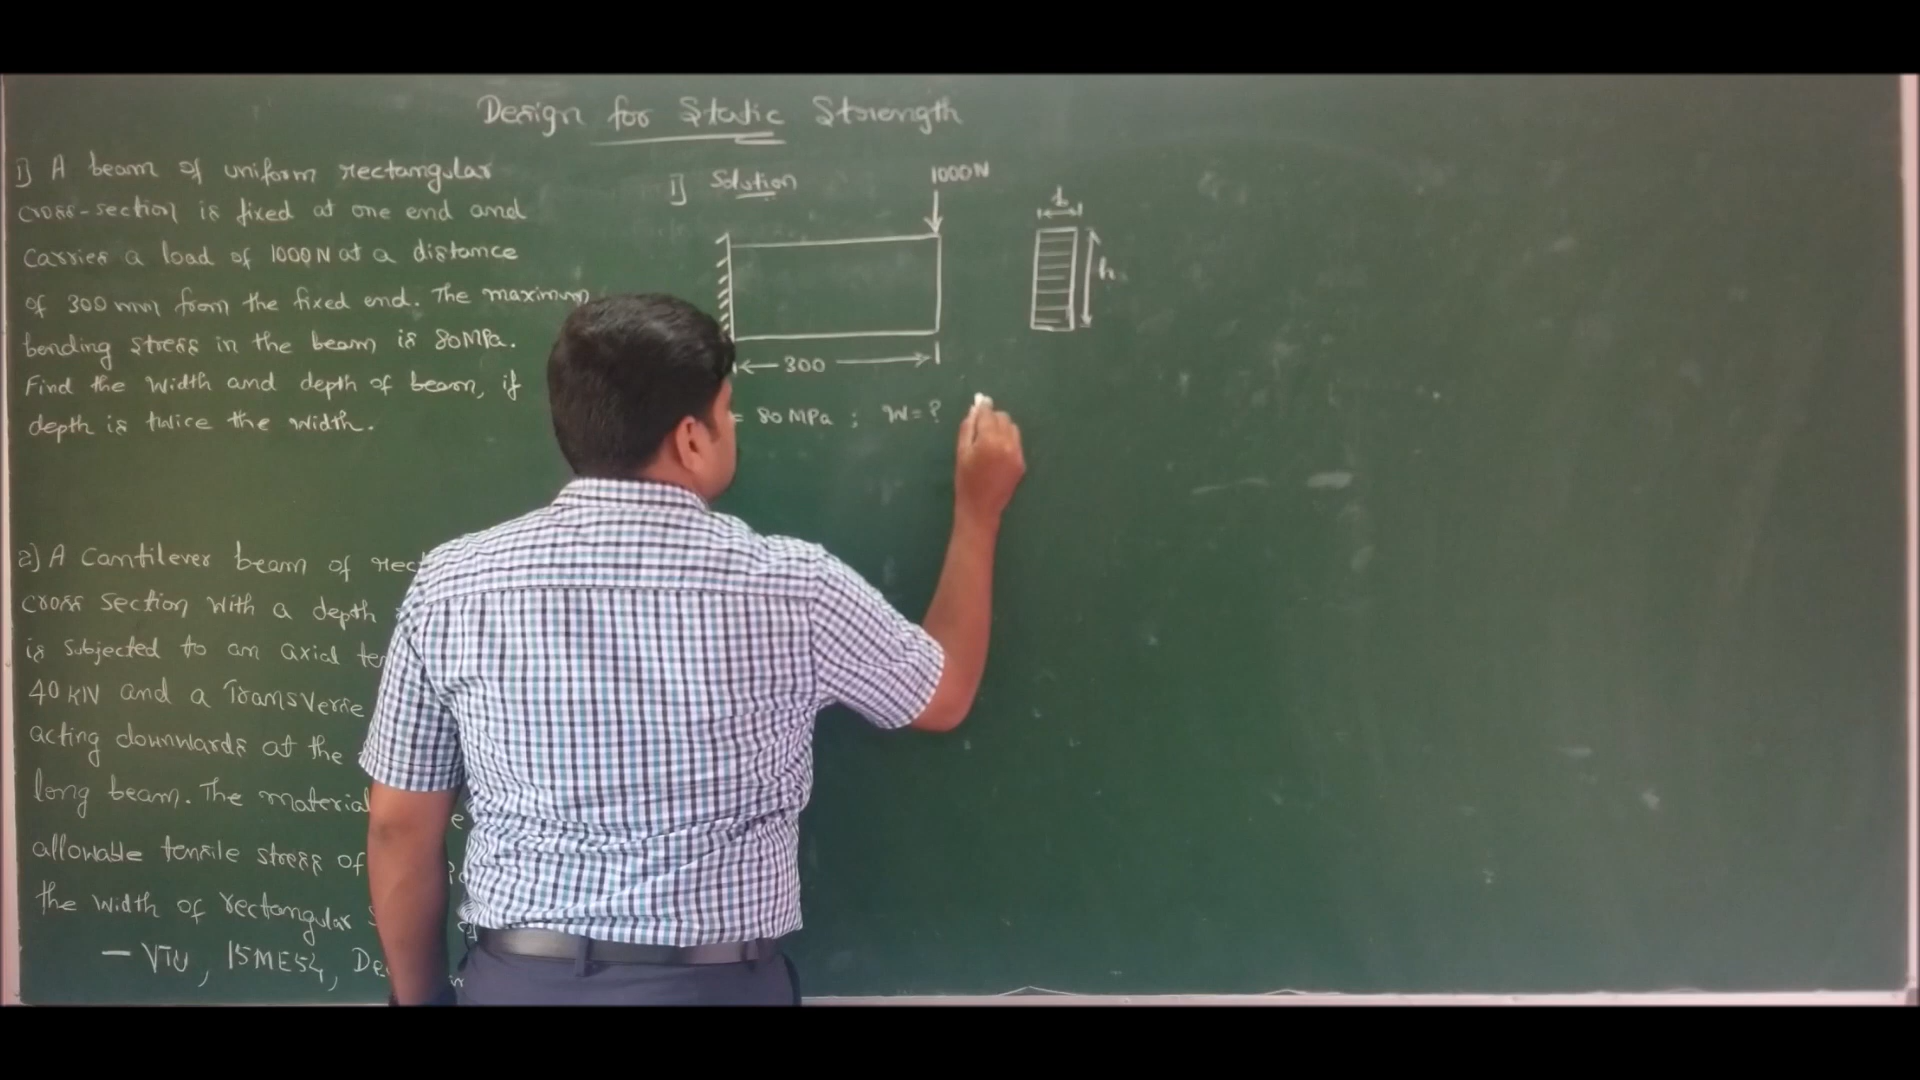 Design for Static Strength
1] A beam of uniform rectangular
cross-section is fixed at one end and
carries a load of 1000N at a distance
of 300 mm from the fixed end. The maximum
bending stress in the beam is 80MPa.
Find the width and depth of beam, if
depth is twice the width.
2] A Cantilever beam of rec
cross section with a depth
is subjected to an axial te
40 KN and a Transverse
acting downwards at the
long beam. The material
allowable tensile stress of
the width of rectangular
- VTU, 15ME54, De
1] Solution
1000N
b
h
300
= 80 MPa ; W = ?